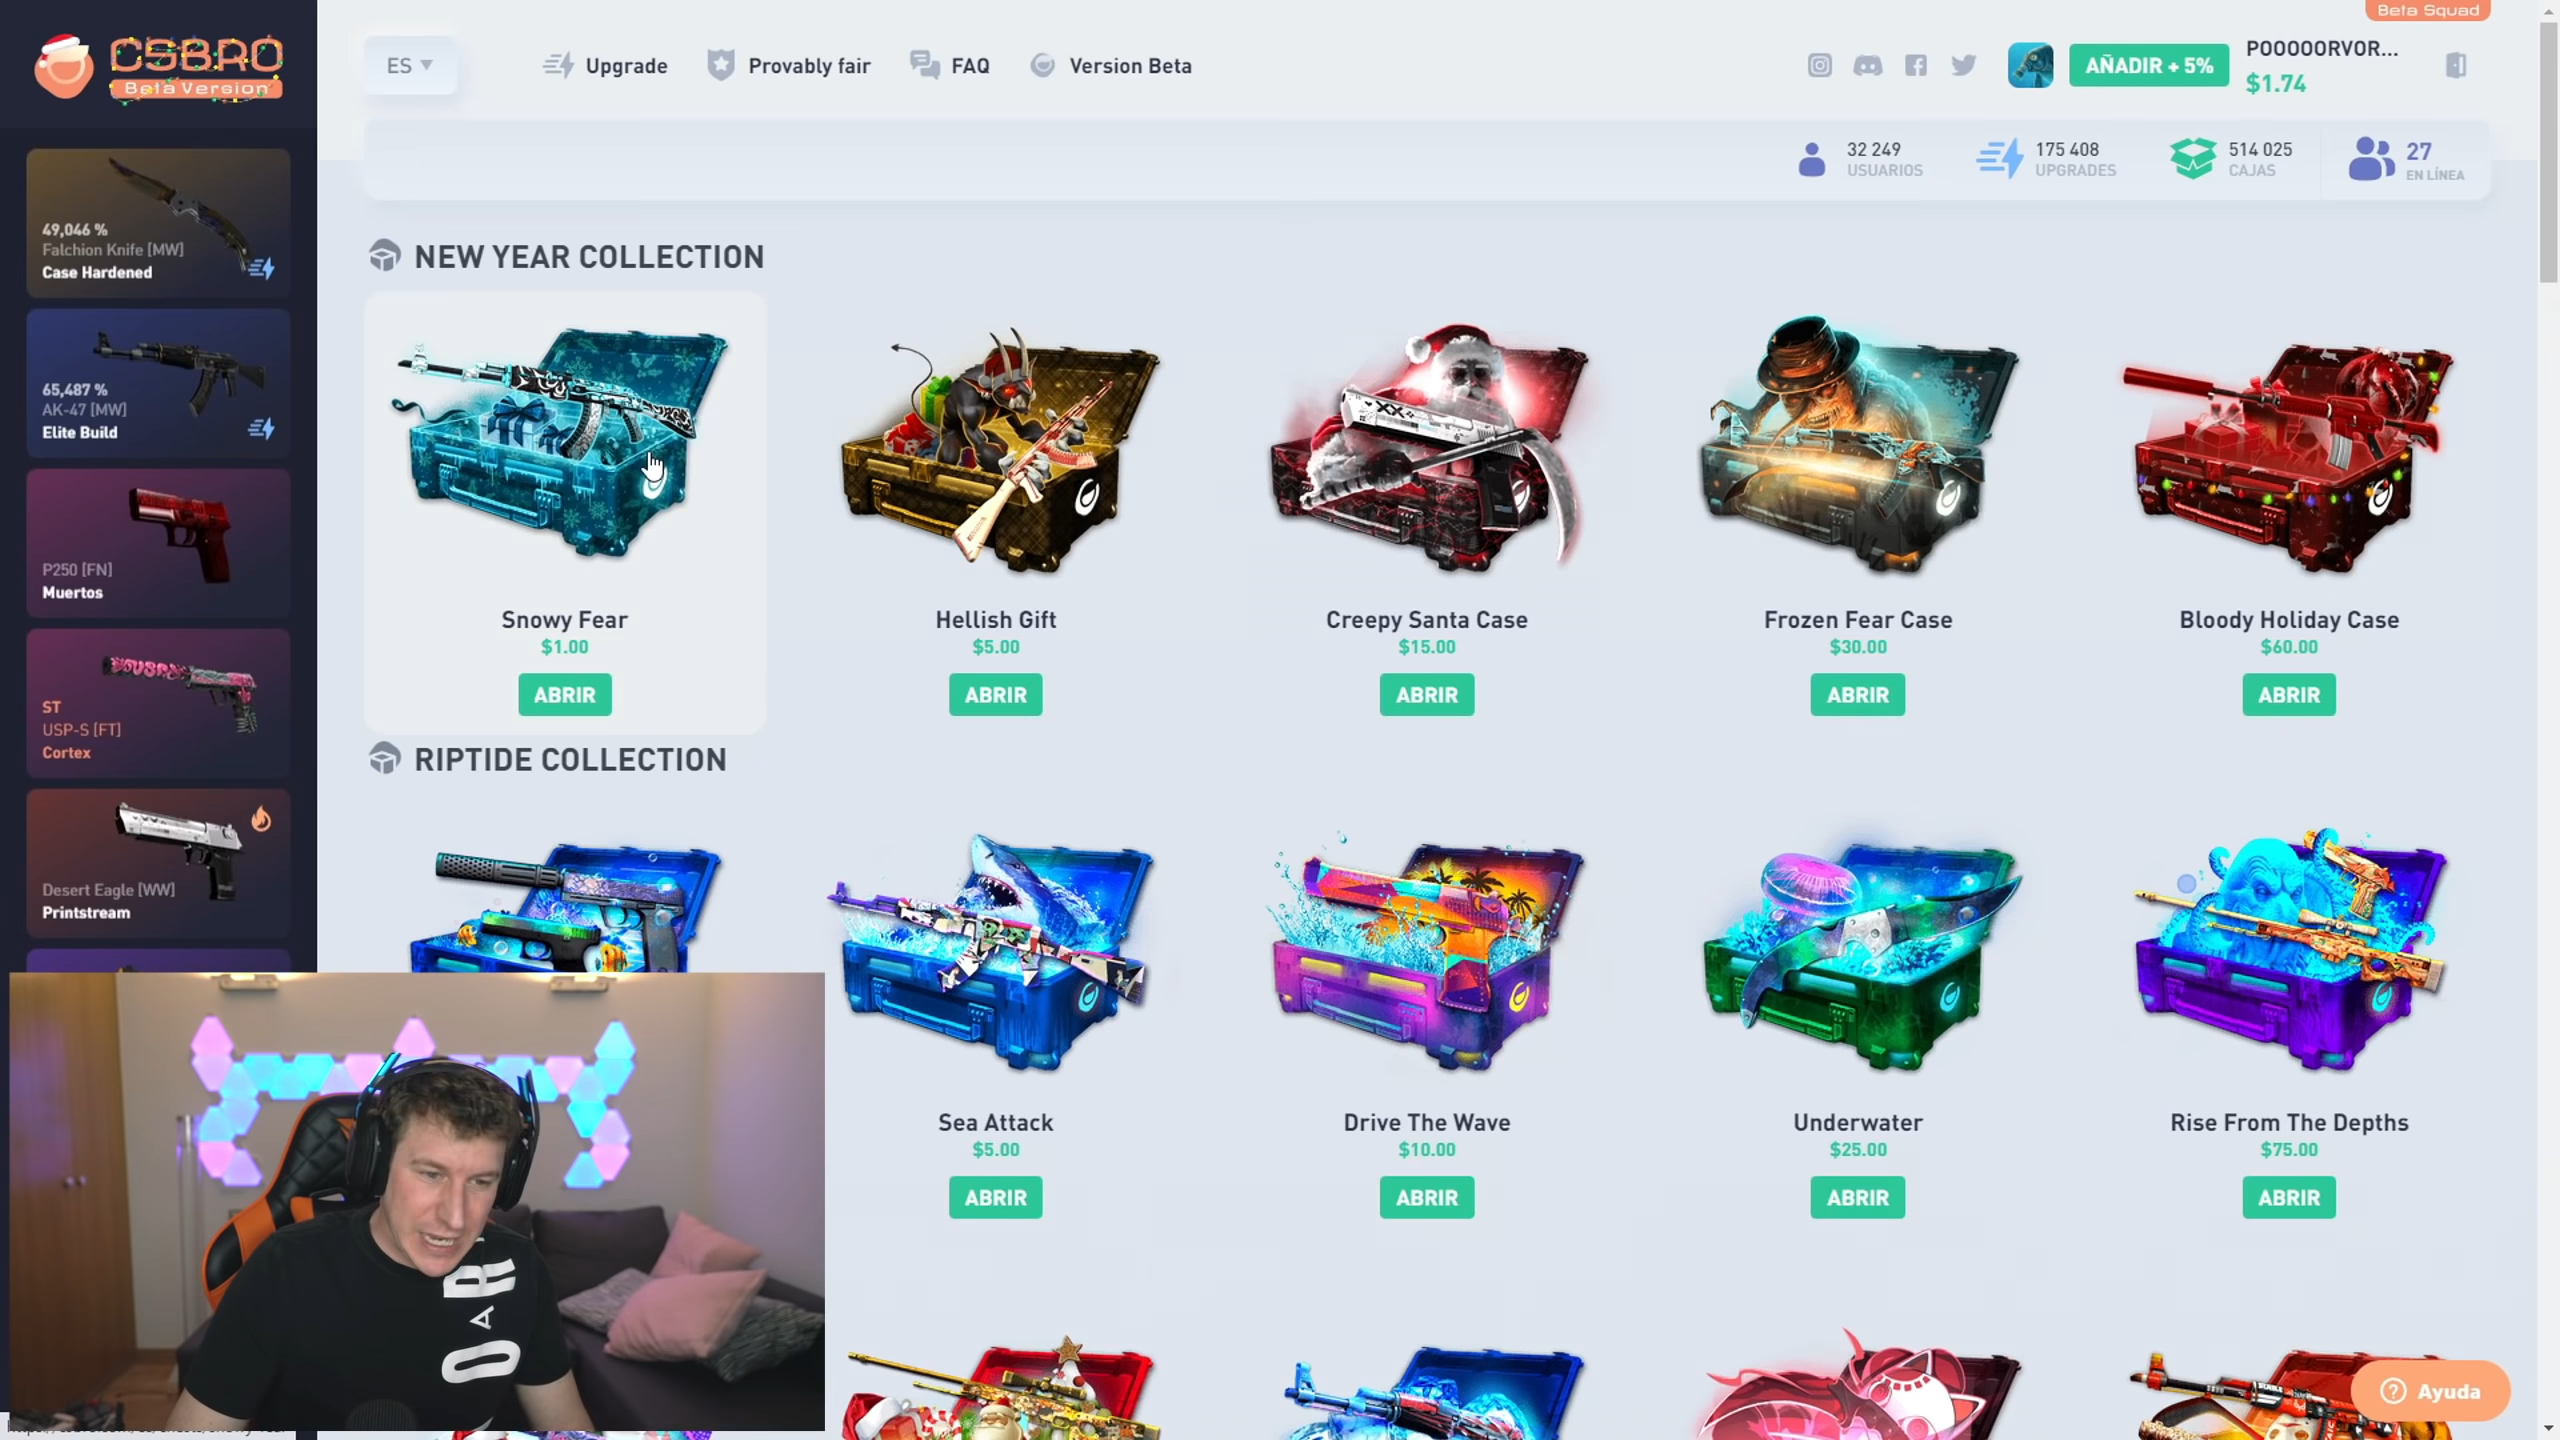 Beta Squad
CSBRO
Beta Version
ES
Upgrade
Provably fair
FAQ
Version Beta
AÑADIR + 5%
POOOOORVOR...
$1.74
32 249
USUARIOS
175 408
UPGRADES
514 025
CAJAS
27
EN LÍNEA
49,046 %
Falchion Knife [MW]
Case Hardened
65,487 %
AK-47 [MW]
Elite Build
P250 [FN]
Muertos
ST
USP-S [FT]
Cortex
Desert Eagle [WW]
Printstream
NEW YEAR COLLECTION
Snowy Fear
$1.00
ABRIR
Hellish Gift
$5.00
ABRIR
Creepy Santa Case
$15.00
ABRIR
Frozen Fear Case
$30.00
ABRIR
Bloody Holiday Case
$60.00
ABRIR
RIPTIDE COLLECTION
Sea Attack
$5.00
ABRIR
Drive The Wave
$10.00
ABRIR
Underwater
$25.00
ABRIR
Rise From The Depths
$75.00
ABRIR
Ayuda